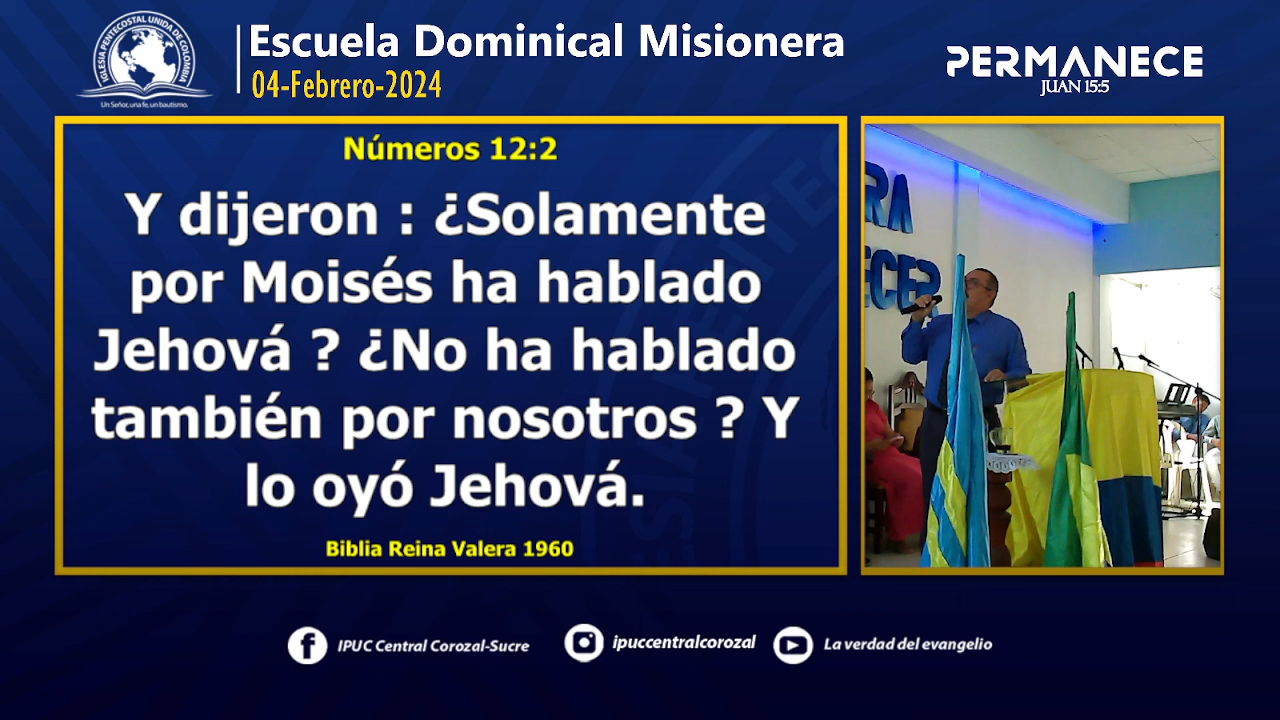 IGLESIA PENTECOSTAL UNIDA DE COLOMBIA
Un Señor, una fe, un bautismo.
Escuela Dominical Misionera
04-Febrero-2024
PERMANECE
JUAN 15:5
Números 12:2
Y dijeron : ¿Solamente
por Moisés ha hablado
Jehová ? ¿No ha hablado
también por nosotros ? Y
lo oyó Jehová.
Biblia Reina Valera 1960
RA
ECE?
IPUC Central Corozal-Sucre
ipuccentralcorozal
La verdad del evangelio